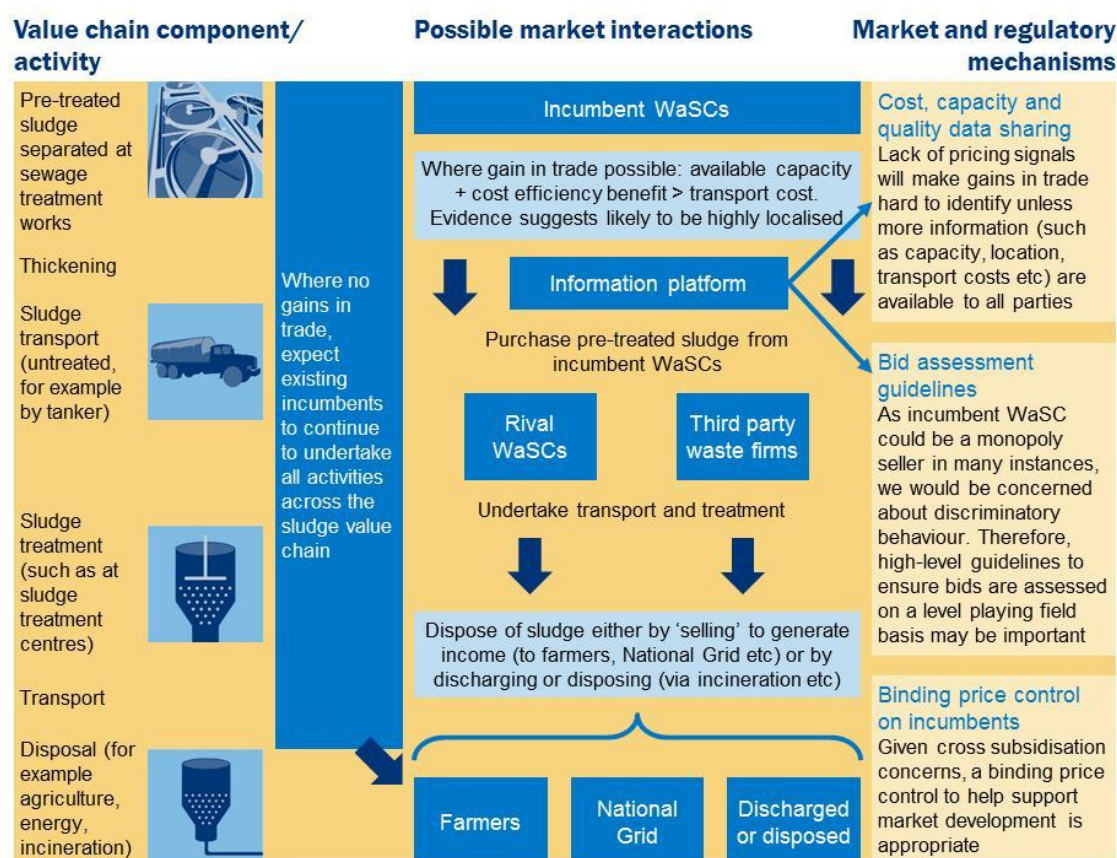 Value chain component/
activity
Possible market interactions
Market and regulatory
mechanisms
Pre-treated
sludge
separated at
sewage
treatment
works
Thickening
Sludge
transport
(untreated,
for example
by tanker)
Sludge
treatment
(such as at
sludge
treatment
centres)
Transport
Disposal (for
example
agriculture,
energy,
incineration)
Where no
gains in
trade,
expect
existing
incumbents
to continue
to undertake
all activities
across the
sludge value
chain
Incumbent WaSCs
Where gain in trade possible: available capacity
+ cost efficiency benefit > transport cost.
Evidence suggests likely to be highly localised
Information platform
Purchase pre-treated sludge from
incumbent WaSCs
Rival
WaSCs
Third party
waste firms
Undertake transport and treatment
Dispose of sludge either by ‘selling’ to generate
income (to farmers, National Grid etc) or by
discharging or disposing (via incineration etc)
Farmers
National
Grid
Discharged
or disposed
Cost, capacity and
quality data sharing
Lack of pricing signals
will make gains in trade
hard to identify unless
more information (such
as capacity, location,
transport costs etc) are
available to all parties
Bid assessment
guidelines
As incumbent WaSC
could be a monopoly
seller in many instances,
we would be concerned
about discriminatory
behaviour. Therefore,
high-level guidelines to
ensure bids are assessed
on a level playing field
basis may be important
Binding price control
on incumbents
Given cross subsidisation
concerns, a binding price
control to help support
market development is
appropriate